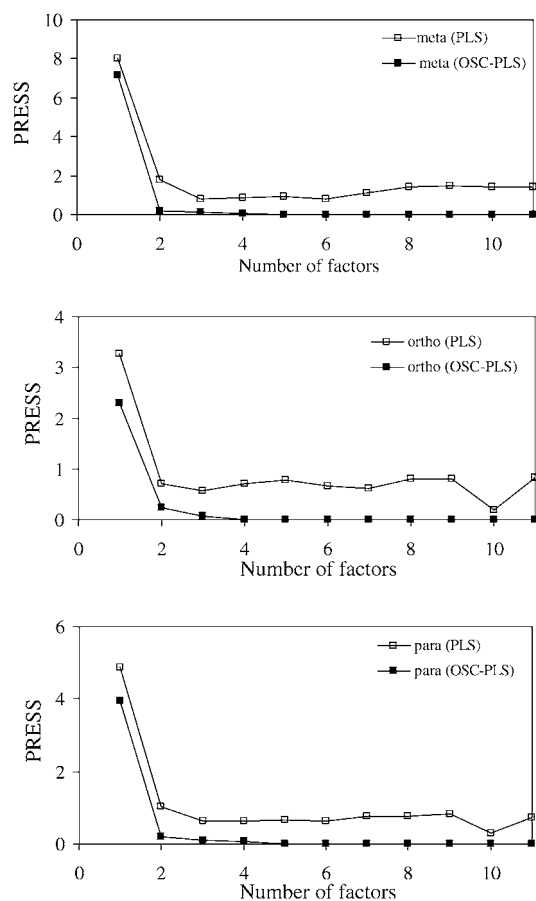 10
8
6
4
2
0
PRESS
meta (PLS)
meta (OSC-PLS)
0 2 4 6 8 10
Number of factors
4
3
2
1
0
PRESS
ortho (PLS)
ortho (OSC-PLS)
0 2 4 6 8 10
Number of factors
6
4
2
0
PRESS
para (PLS)
para (OSC-PLS)
0 2 4 6 8 10
Number of factors